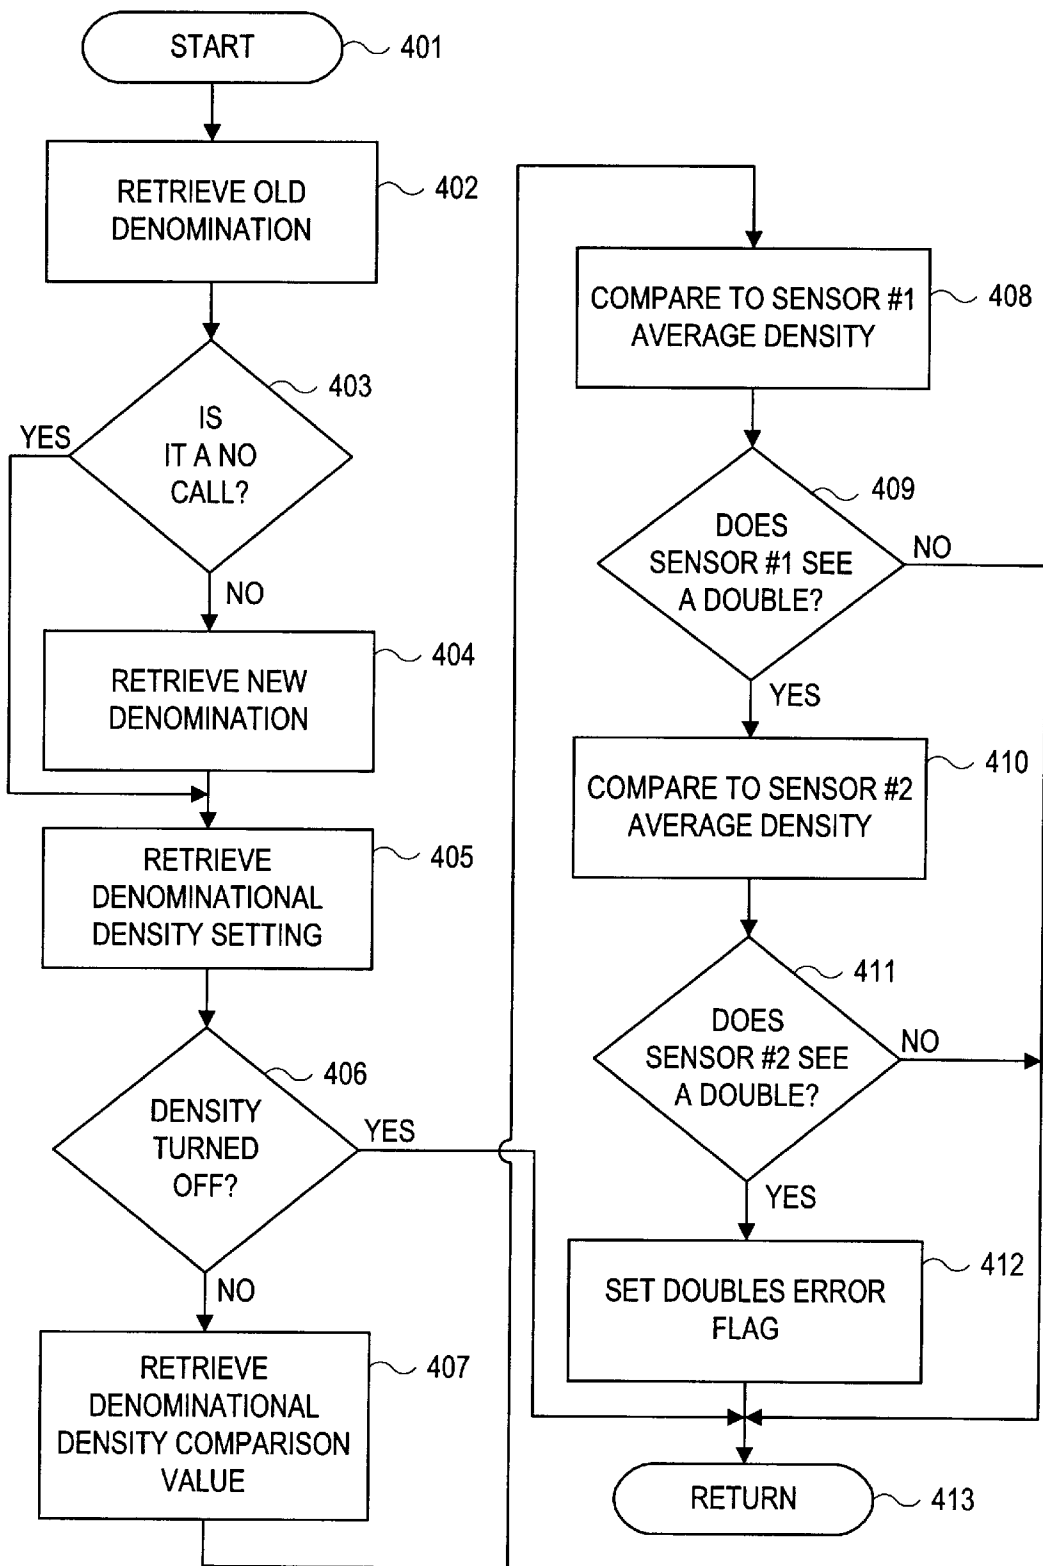 START
401
RETRIEVE OLD
DENOMINATION
402
IS
IT A NO
CALL?
403
YES
NO
RETRIEVE NEW
DENOMINATION
404
RETRIEVE
DENOMINATIONAL
DENSITY SETTING
405
DENSITY
TURNED
OFF?
406
YES
NO
RETRIEVE
DENOMINATIONAL
DENSITY COMPARISON
VALUE
407
COMPARE TO SENSOR #1
AVERAGE DENSITY
408
DOES
SENSOR #1 SEE
A DOUBLE?
409
NO
YES
COMPARE TO SENSOR #2
AVERAGE DENSITY
410
DOES
SENSOR #2 SEE
A DOUBLE?
411
NO
YES
SET DOUBLES ERROR
FLAG
412
RETURN
413